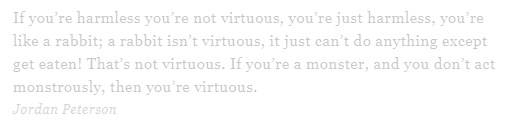 If you’re harmless you’re not virtuous, you’re just harmless, you’re
like a rabbit; a rabbit isn’t virtuous, it just can’t do anything except
get eaten! That’s not virtuous. If you’re a monster, and you don’t act
monstrously, then you’re virtuous.
Jordan Peterson